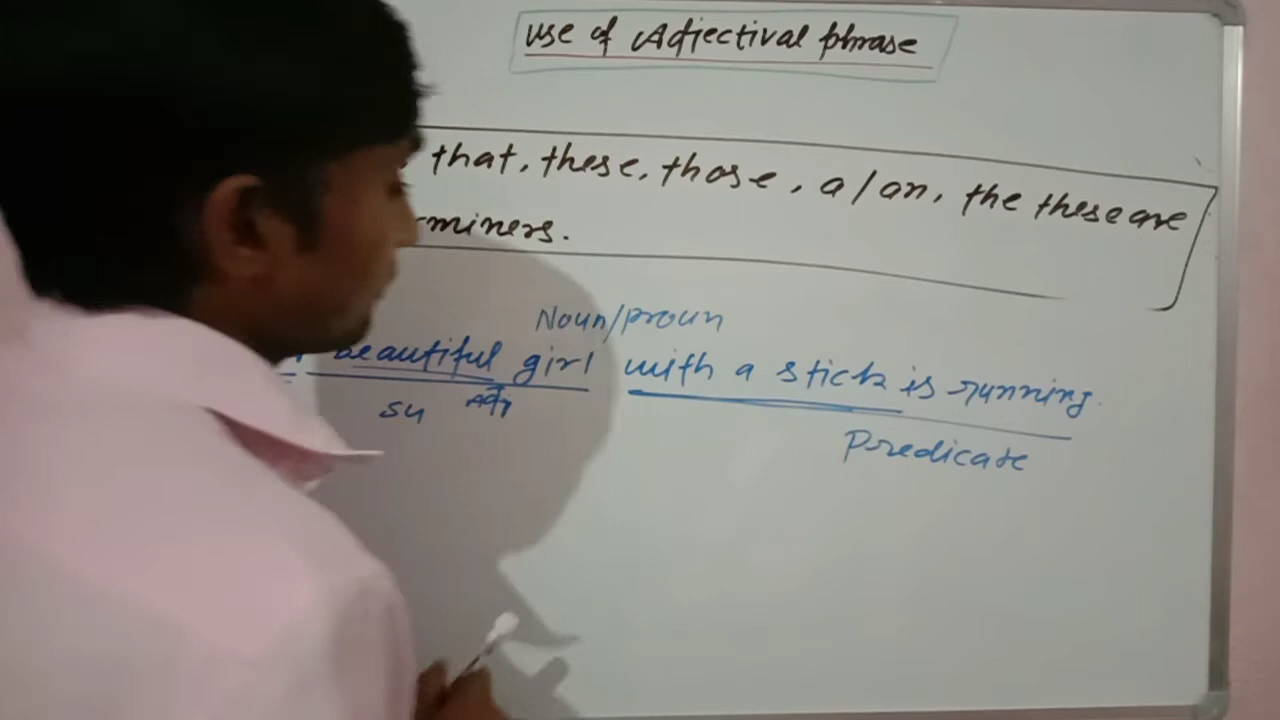 use of Adjectival phrase
that, these, those, a/an, the these are
miners.
Noun/proun
beautiful girl with a stick is running.
su Adj
Predicate